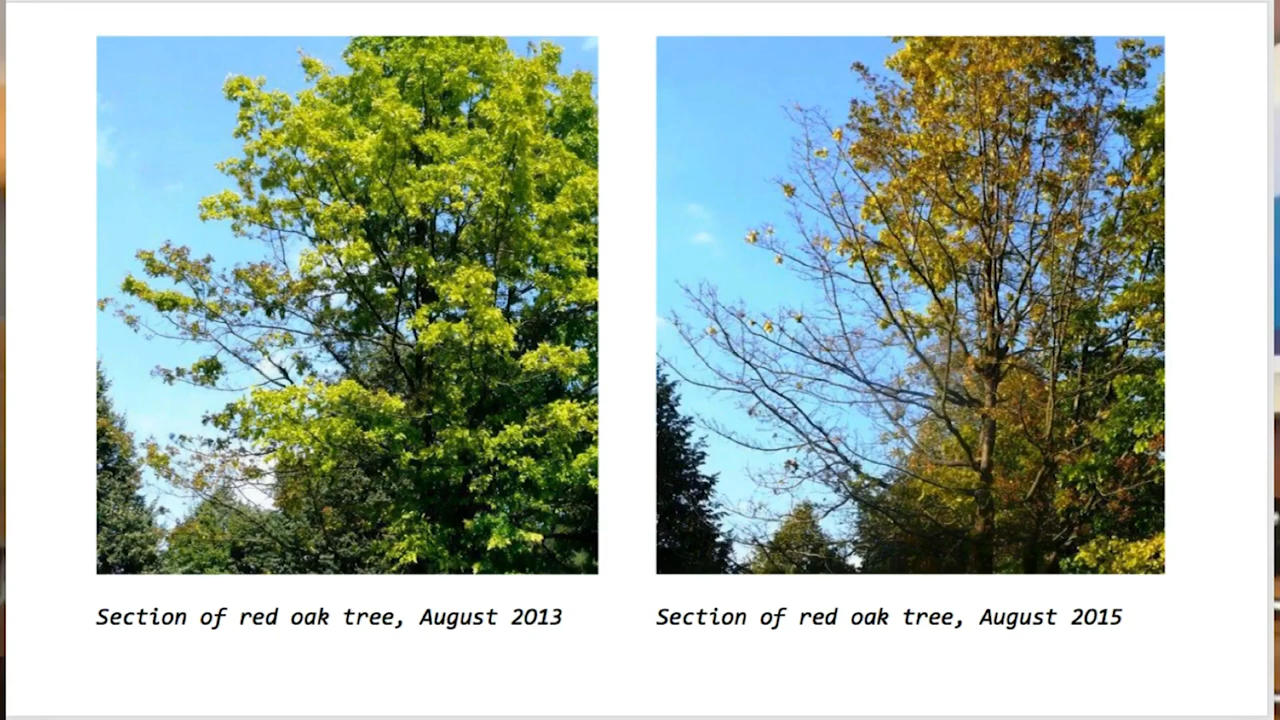 Section of red oak tree, August 2013
Section of red oak tree, August 2015